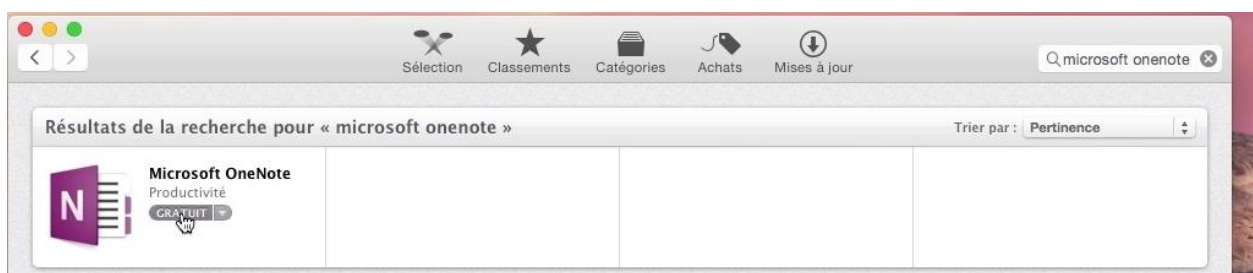 Sélection
Classements
Catégories
Achats
Mises à jour
microsoft onenote
Résultats de la recherche pour « microsoft onenote »
Trier par : Pertinence
N
Microsoft OneNote
Productivité
GRATUIT